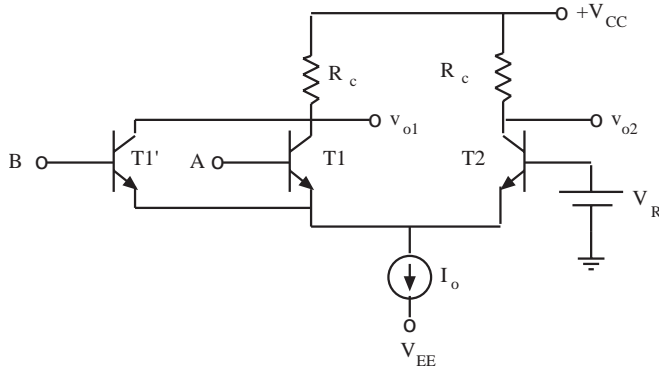 +V_CC
R_c
R_c
v_o1
v_o2
B
T1'
A
T1
T2
V_R
I_o
V_EE